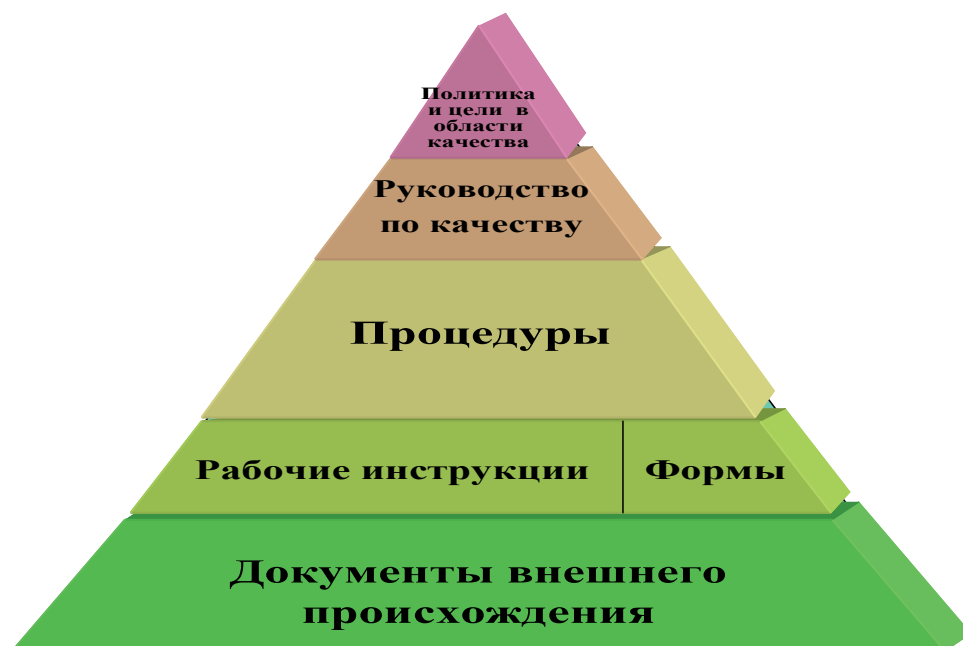 Политика
и цели в
области
качества
Руководство
по качеству
Процедуры
Рабочие инструкции
Формы
Документы внешнего
происхождения